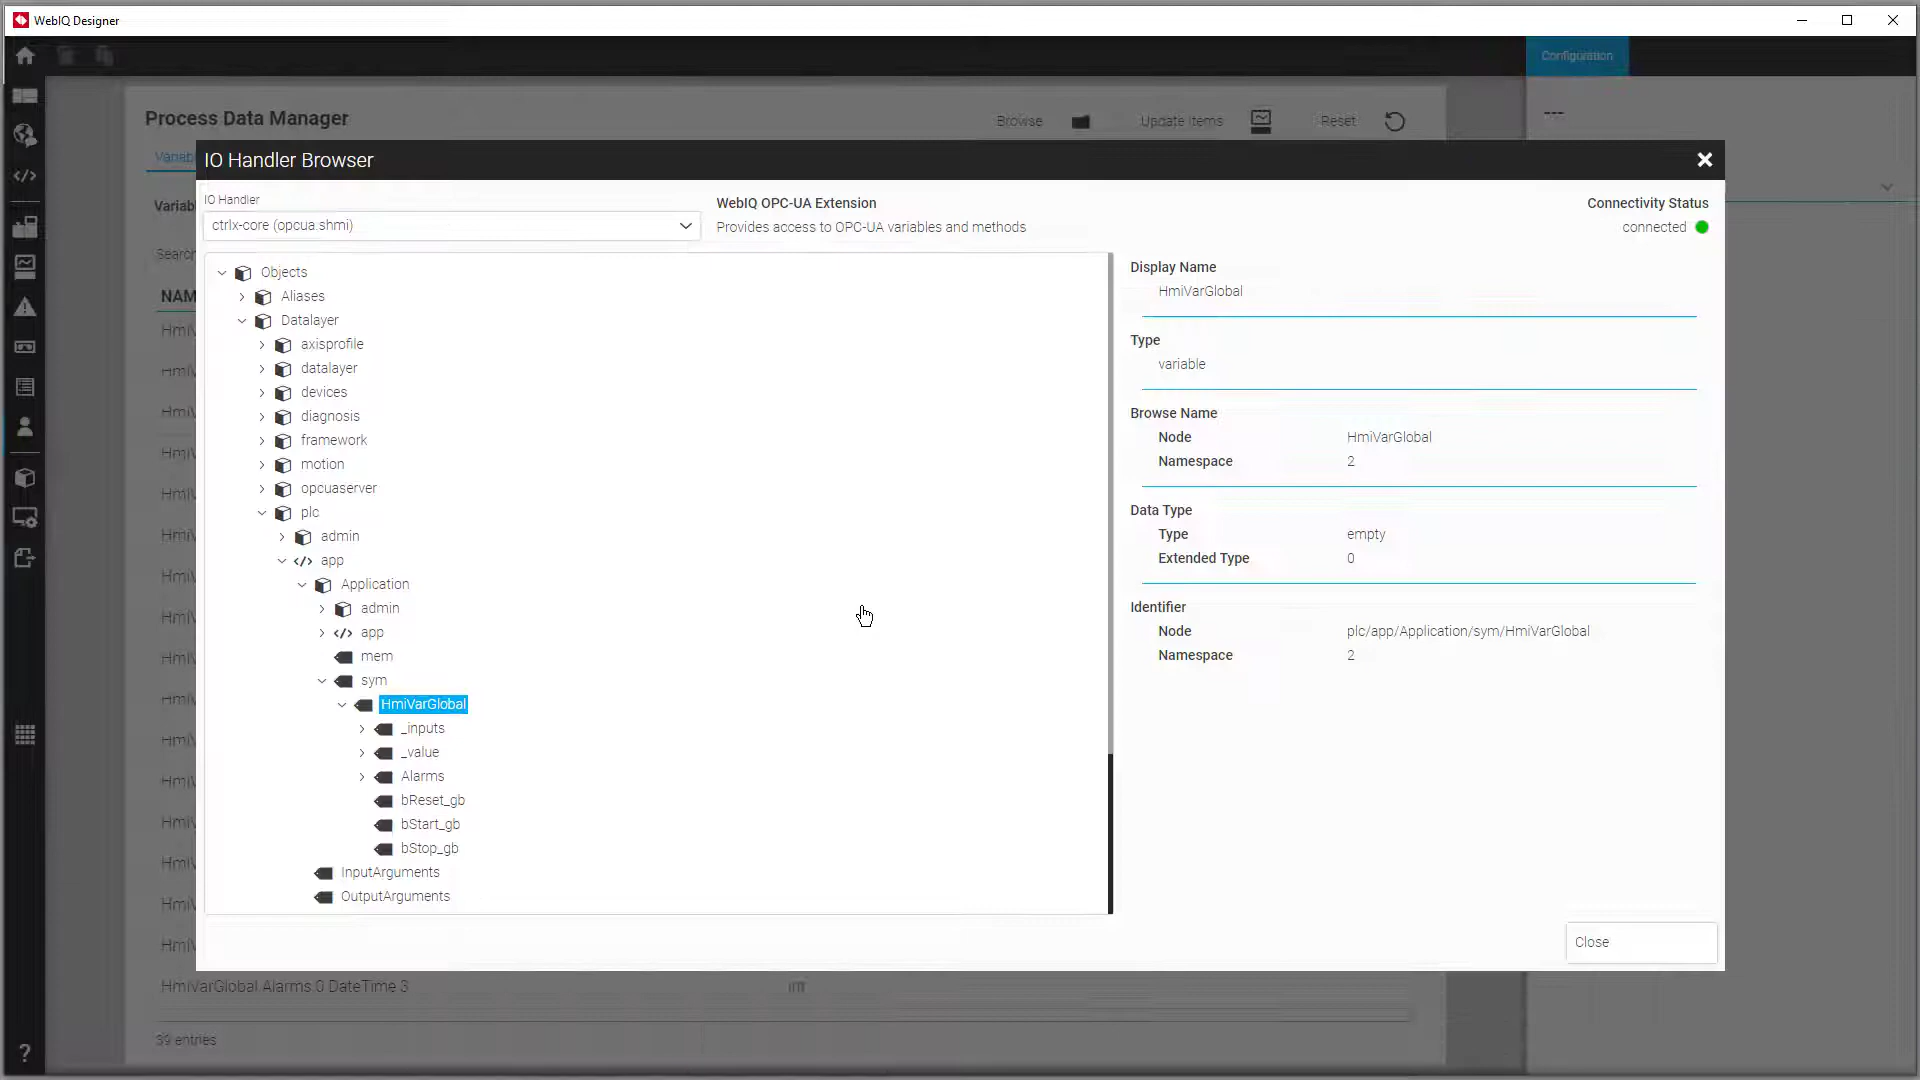 WebIQ Designer
Configuration
Process Data Manager
Browse
Update Items
Reset
---
IO Handler Browser
IO Handler
ctrlx-core (opcua.shmi)
WebIQ OPC-UA Extension
Provides access to OPC-UA variables and methods
Connectivity Status
connected
Objects
Aliases
Datalayer
axisprofile
datalayer
devices
diagnosis
framework
motion
opcuaserver
plc
admin
app
Application
admin
app
mem
sym
HmiVarGlobal
_inputs
_value
Alarms
bReset_gb
bStart_gb
bStop_gb
InputArguments
OutputArguments
Display Name
HmiVarGlobal
Type
variable
Browse Name
Node HmiVarGlobal
Namespace 2
Data Type
Type empty
Extended Type 0
Identifier
Node plc/app/Application/sym/HmiVarGlobal
Namespace 2
Close
HmiVarGlobal.Alarms.0.DateTime.3 int
39 entries
?